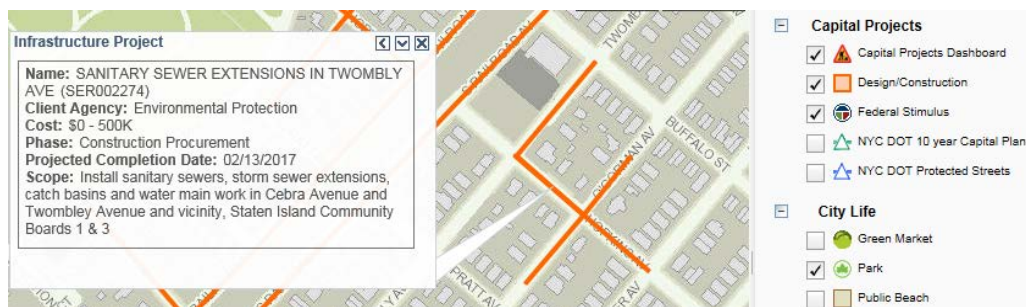 Infrastructure Project
Name: SANITARY SEWER EXTENSIONS IN TWOMBLY
AVE (SER002274)
Client Agency: Environmental Protection
Cost: $0 - 500K
Phase: Construction Procurement
Projected Completion Date: 02/13/2017
Scope: Install sanitary sewers, storm sewer extensions,
catch basins and water main work in Cebra Avenue and
Twombley Avenue and vicinity, Staten Island Community
Boards 1 & 3
S RAILROAD AV
BUFFALO ST
HOPKINS AV
PRATT AV
Capital Projects
Capital Projects Dashboard
Design/Construction
Federal Stimulus
NYC DOT 10 year Capital Plan
NYC DOT Protected Streets
City Life
Green Market
Park
Public Beach